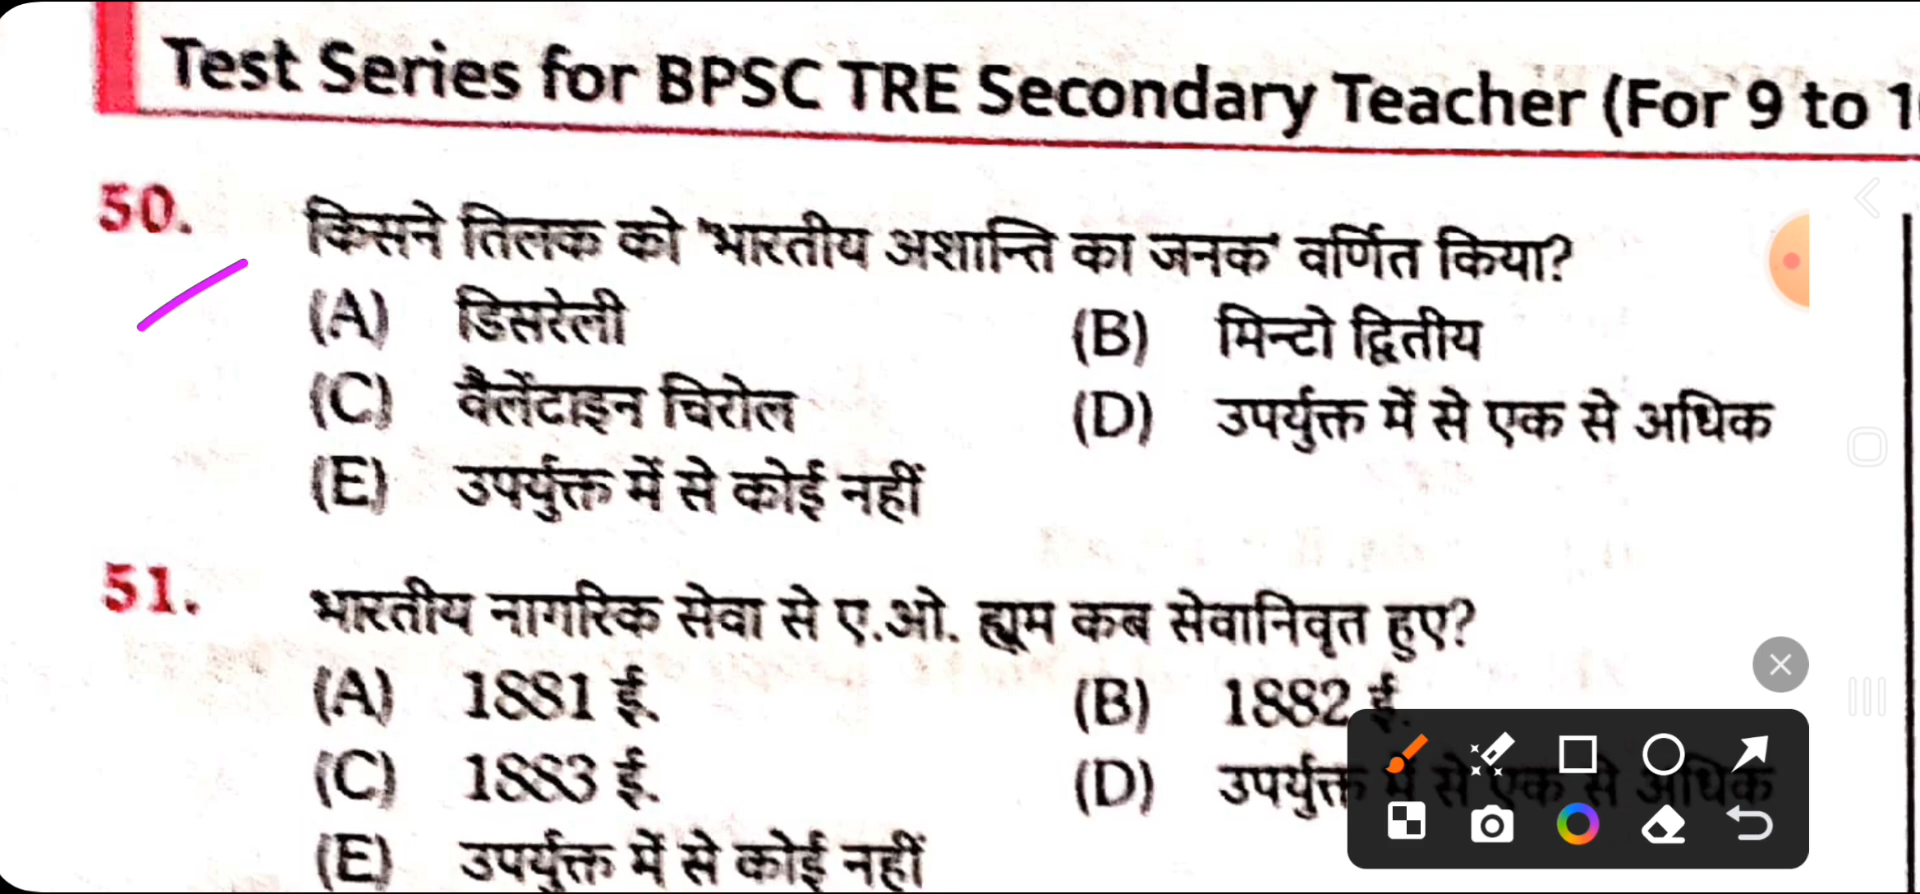 Test Series for BPSC TRE Secondary Teacher (For 9 to 1
50. किसने तिलक को 'भारतीय अशान्ति का जनक' वर्णित किया?
(A) डिसरेली (B) मिन्टो द्वितीय
(C) वैलेंटाइन चिरोल (D) उपर्युक्त में से एक से अधिक
(E) उपर्युक्त में से कोई नहीं
51. भारतीय नागरिक सेवा से ए.ओ. ह्यूम कब सेवानिवृत हुए?
(A) 1881 ई. (B) 1882 ई.
(C) 1883 ई. (D) उपर्युक्त में से एक से अधिक
(E) उपर्युक्त में से कोई नहीं